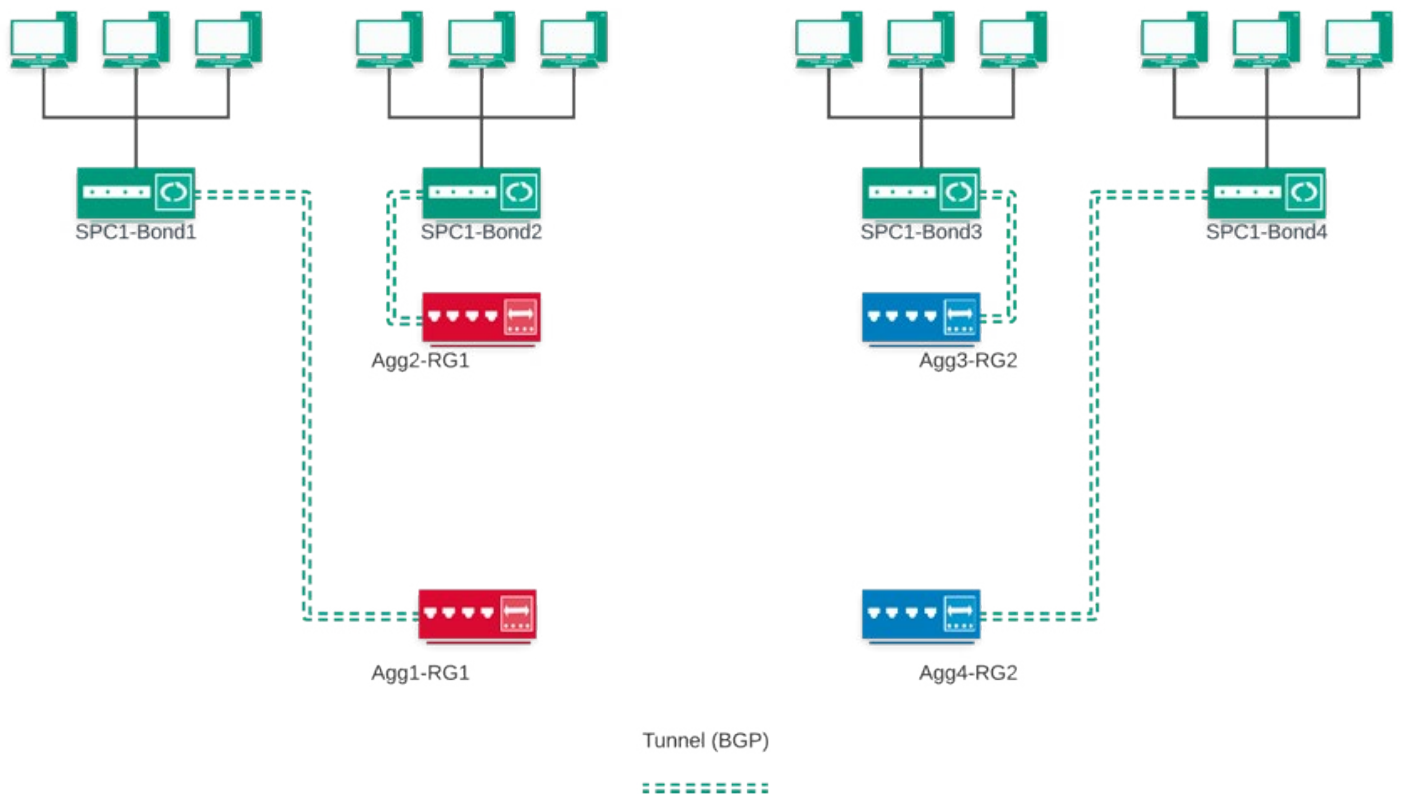 SPC1-Bond1
SPC1-Bond2
SPC1-Bond3
SPC1-Bond4
Agg2-RG1
Agg3-RG2
Agg1-RG1
Agg4-RG2
Tunnel (BGP)